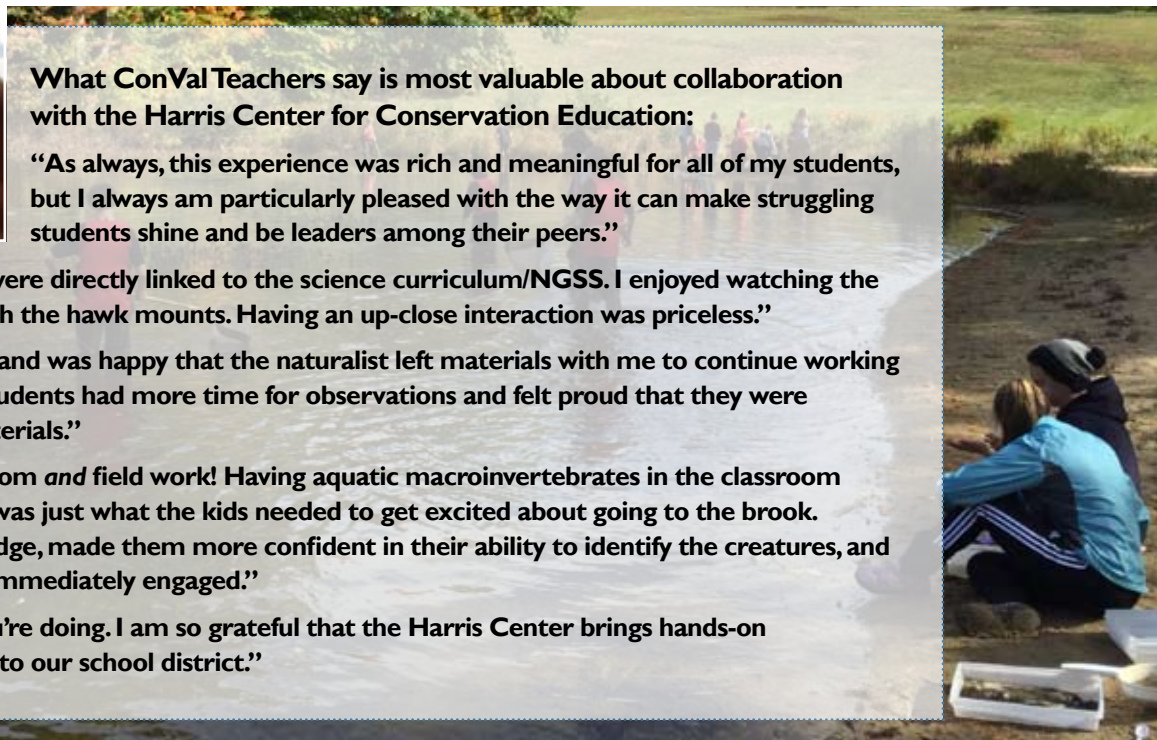 What ConVal Teachers say is most valuable about collaboration
with the Harris Center for Conservation Education:
“As always, this experience was rich and meaningful for all of my students,
but I always am particularly pleased with the way it can make struggling
students shine and be leaders among their peers.”
were directly linked to the science curriculum/NGSS. I enjoyed watching the
the hawk mounts. Having an up-close interaction was priceless.”
and was happy that the naturalist left materials with me to continue working
had more time for observations and felt proud that they were
and field work! Having aquatic macroinvertebrates in the classroom
was just what the kids needed to get excited about going to the brook.
made them more confident in their ability to identify the creatures, and
immediately engaged.”
doing. I am so grateful that the Harris Center brings hands-on
to our school district.”